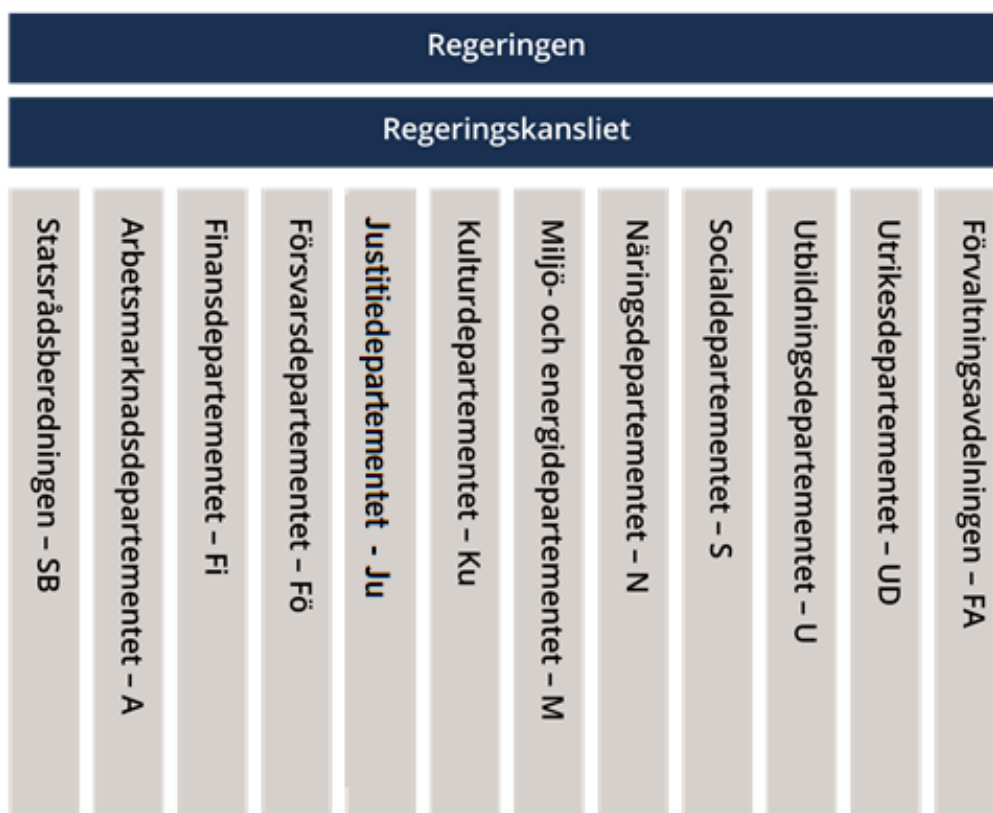 Regeringen
Regeringskansliet
Statsrådsberedningen – SB
Arbetsmarknadsdepartementet – A
Finansdepartementet – Fi
Försvarsdepartementet – Fö
Justitiedepartementet - Ju
Kulturdepartementet – Ku
Miljö- och energidepartementet – M
Näringsdepartementet – N
Socialdepartementet – S
Utbildningsdepartementet – U
Utrikesdepartementet – UD
Förvaltningsavdelningen – FA